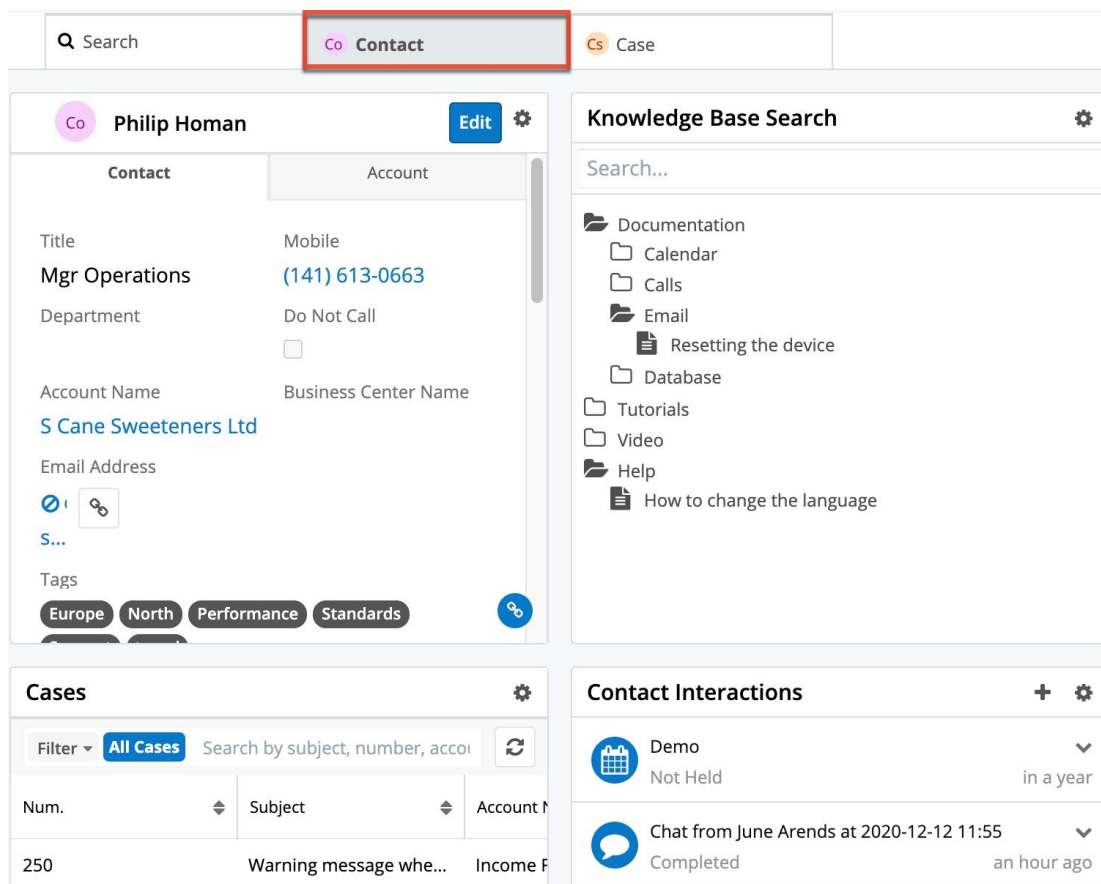 Search
Co Contact
Cs Case
Co Philip Homan
Edit
Contact
Account
Title
Mobile
Mgr Operations
(141) 613-0663
Department
Do Not Call
Account Name
Business Center Name
S Cane Sweeteners Ltd
Email Address
s...
Tags
Europe North Performance Standards
Knowledge Base Search
Search...
Documentation
Calendar
Calls
Email
Resetting the device
Database
Tutorials
Video
Help
How to change the language
Cases
Filter All Cases Search by subject, number, accou
Num. Subject Account N
250 Warning message whe... Income F
Contact Interactions
Demo
Not Held in a year
Chat from June Arends at 2020-12-12 11:55
Completed an hour ago